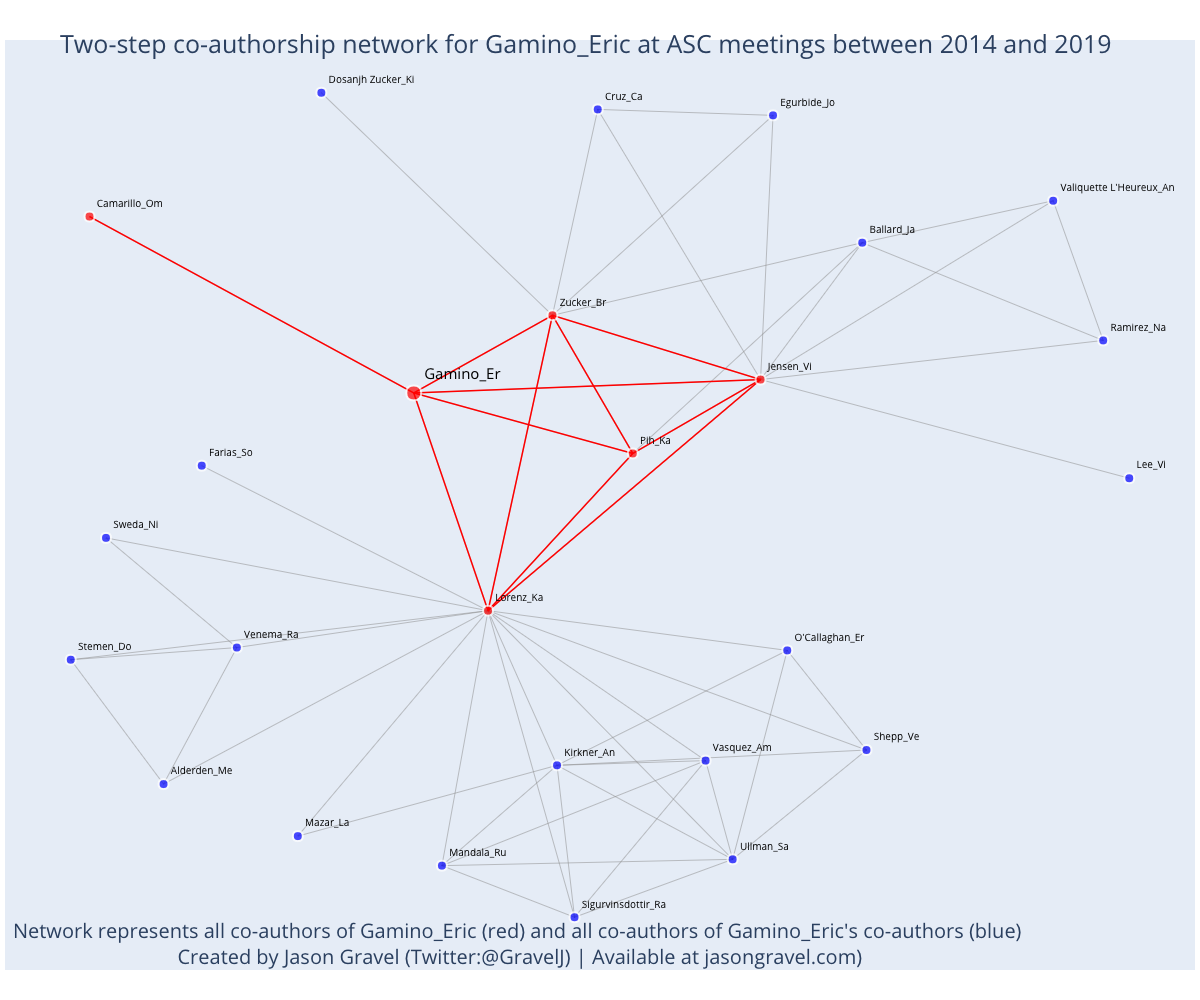 Two-step co-authorship network for Gamino_Eric at ASC meetings between 2014 and 2019
Dosanjh Zucker_Ki
Cruz_Ca
Egurbide_Jo
Valiquette L'Heureux_An
Camarillo_Om
Ballard_Ja
Zucker_Br
Ramirez_Na
Jensen_Vi
Gamino_Er
Pih_Ka
Farias_So
Lee_Vi
Sweda_Ni
Lorenz_Ka
Venema_Ra
O'Callaghan_Er
Stemen_Do
Shepp_Ve
Vasquez_Am
Kirkner_An
Alderden_Me
Mazar_La
Ullman_Sa
Mandala_Ru
Sigurvinsdottir_Ra
Network represents all co-authors of Gamino_Eric (red) and all co-authors of Gamino_Eric's co-authors (blue)
Created by Jason Gravel (Twitter:@GravelJ) | Available at jasongravel.com)